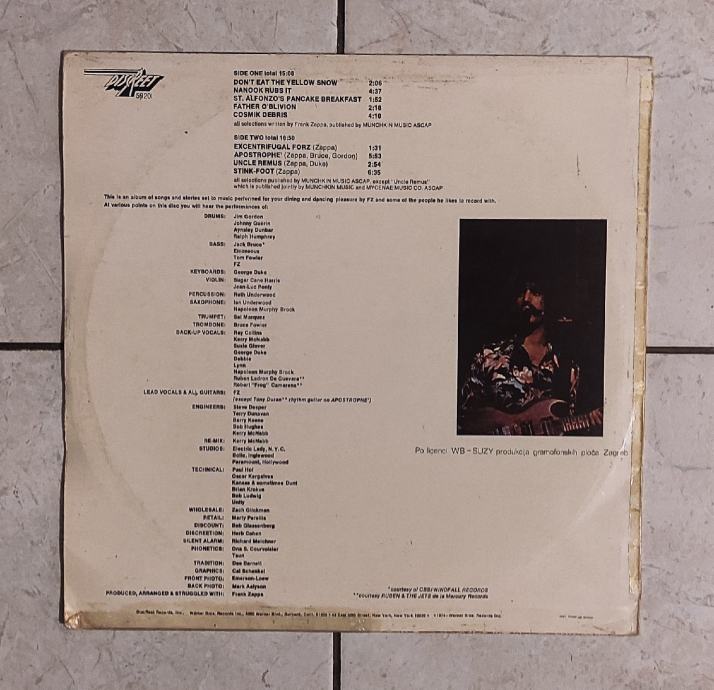 DISCREET
SIDE ONE total 15:08
DON'T EAT THE YELLOW SNOW 2:06
NANOOK RUBS IT 4:37
ST. ALFONZO'S PANCAKE BREAKFAST 1:52
FATHER O'BLIVION 2:18
COSMIK DEBRIS 4:10
all selections written by Frank Zappa, published by MUNCHKIN MUSIC ASCAP
SIDE TWO total 16:50
EXCENTRIFUGAL FORZ (Zappa) 1:31
APOSTROPHE' (Zappa, Bruce, Gordon) 5:53
UNCLE REMUS (Zappa, Duke) 2:54
STINK-FOOT (Zappa) 6:35
all selections published by MUNCHKIN MUSIC ASCAP, except "Uncle Remus"
which is published jointly by MUNCHKIN MUSIC and MYCENAE MUSIC CO. ASCAP
This is an album of songs and stories set to music performed for your dining and dancing pleasure by FZ and some of the people he likes to record with.
At various points on this disc you will hear the performances of:
DRUMS: Jim Gordon
Johnny Guerin
Aynsley Dunbar
Ralph Humphrey
BASS: Jack Bruce*
Erroneous
Tom Fowler
FZ
KEYBOARDS: George Duke
VIOLIN: Sugar Cane Harris
Jean-Luc Ponty
PERCUSSION: Ruth Underwood
SAXOPHONE: Ian Underwood
Napoleon Murphy Brock
TRUMPET: Sal Marquez
TROMBONE: Bruce Fowler
BACK-UP VOCALS: Ray Collins
Kerry McNabb
Susie Glover
George Duke
Debbie
Lynn
Napoleon Murphy Brock
Ruben Ladron De Guevara**
Robert "Frog" Camarena**
LEAD VOCALS & ALL GUITARS: FZ
(except Tony Duran** rhythm guitar on APOSTROPHE')
ENGINEERS: Steve Desper
Terry Dunavan
Barry Keene
Bob Hughes
Kerry McNabb
RE-MIX: Kerry McNabb
STUDIOS: Electric Lady, N.Y.C.
Bolic, Inglewood
Paramount, Hollywood
TECHNICAL: Paul Hof
Oscar Kergalves
Kansas & sometimes Dunt
Brian Krokus
Bob Ludwig
Unity
WHOLESALE: Zach Glickman
RETAIL: Marty Perellis
DISCOUNT: Bob Glassenberg
DISCREETION: Herb Cohen
SILENT ALARM: Richard Meichner
PHONETICS:
TRADITION: Dee Barnett
GRAPHICS: Cal Schenkel
FRONT PHOTO: Emerson-Loew
BACK PHOTO: Mark Aalyson
PRODUCED, ARRANGED & STRUGGLED WITH: Frank Zappa
Po licenci WB – SUZY produkcija gramofonskih ploča Zagreb
*courtesy of CBS/WINDFALL RECORDS
**courtesy RUBEN & THE JETS de la Mercury Records